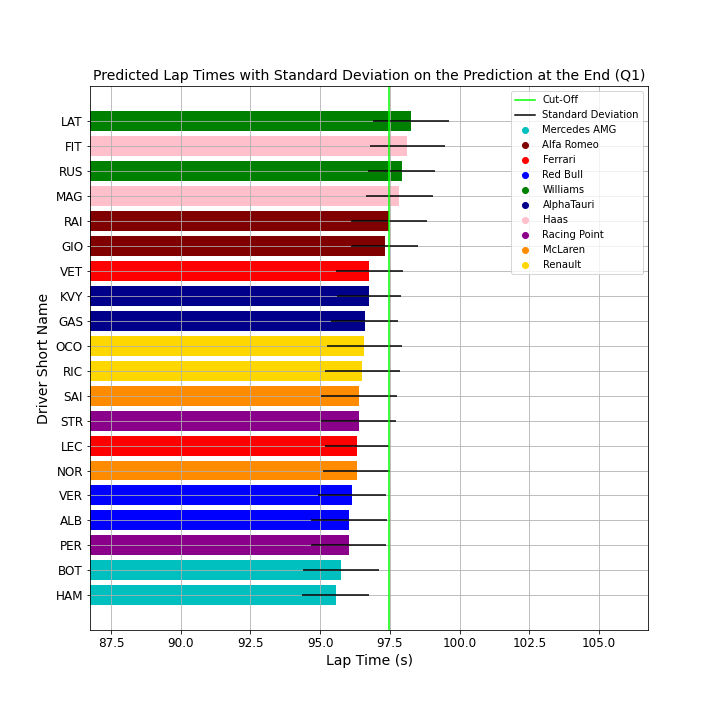 Predicted Lap Times with Standard Deviation on the Prediction at the End (Q1)
Cut-Off
Standard Deviation
Mercedes AMG
Alfa Romeo
Ferrari
Red Bull
Williams
AlphaTauri
Haas
Racing Point
McLaren
Renault
Driver Short Name
LAT
FIT
RUS
MAG
RAI
GIO
VET
KVY
GAS
OCO
RIC
SAI
STR
LEC
NOR
VER
ALB
PER
BOT
HAM
87.5 90.0 92.5 95.0 97.5 100.0 102.5 105.0
Lap Time (s)